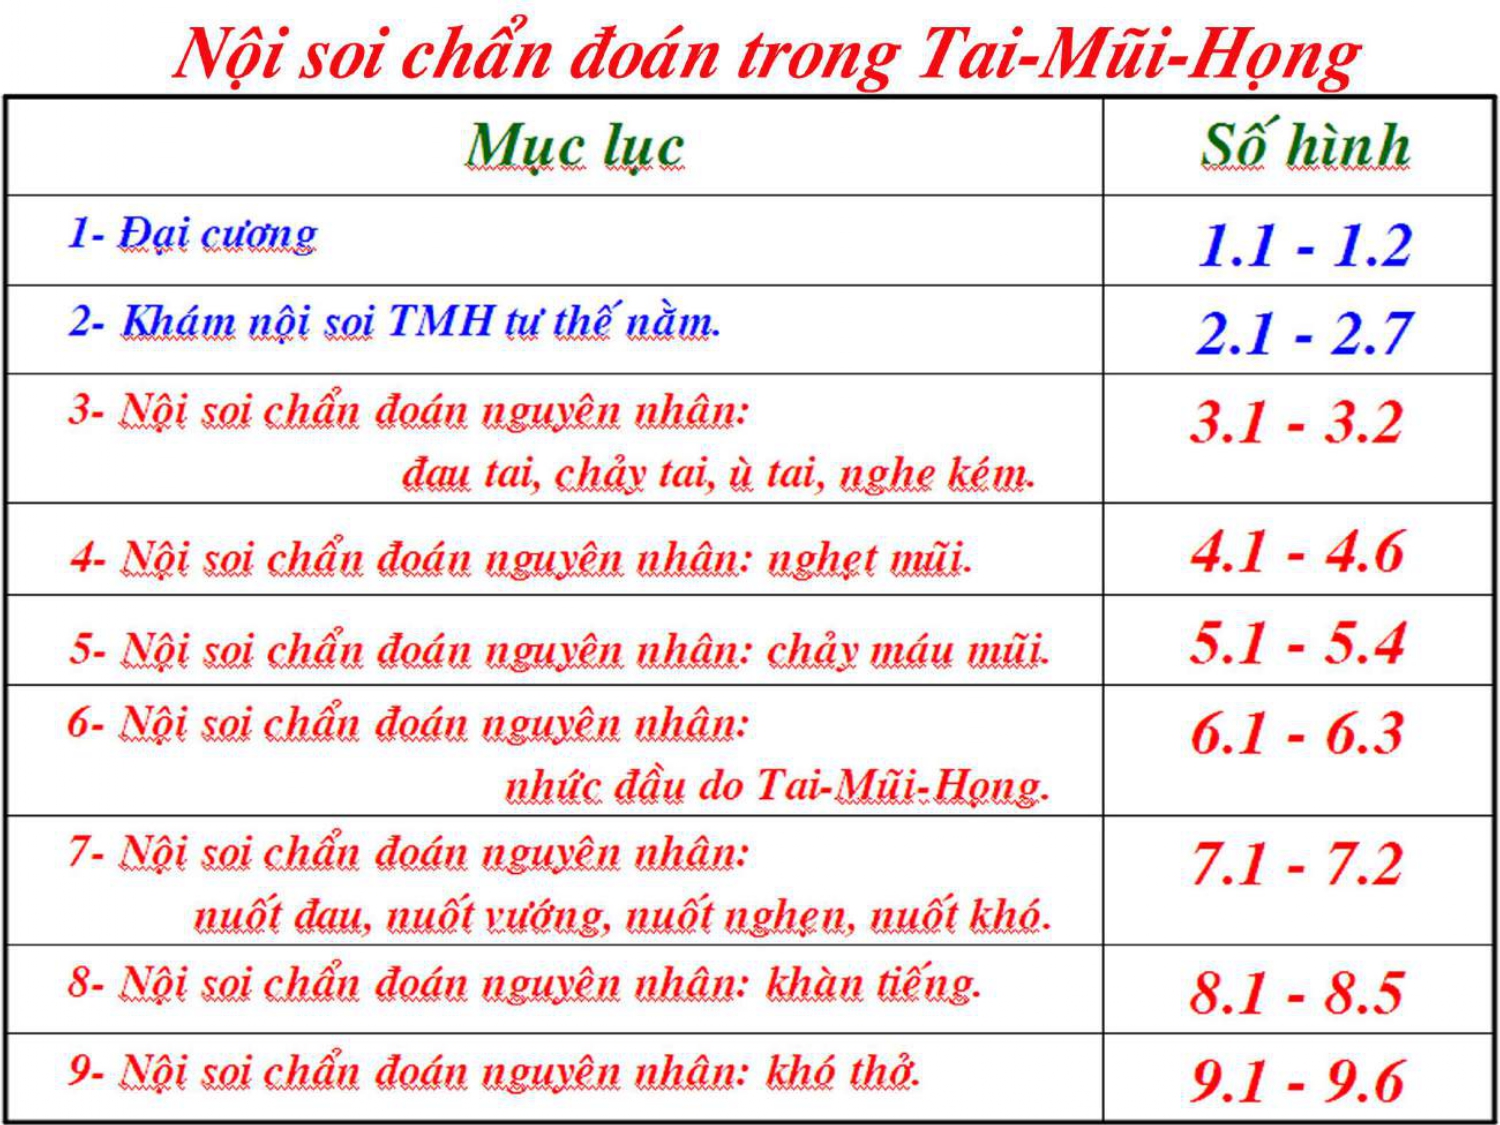 Nội soi chẩn đoán trong Tai-Mũi-Họng
Mục lục Số hình
1- Đại cương 1.1 - 1.2
2- Khám nội soi TMH tư thế nằm. 2.1 - 2.7
3- Nội soi chẩn đoán nguyên nhân: 3.1 - 3.2
đau tai, chảy tai, ù tai, nghe kém.
4- Nội soi chẩn đoán nguyên nhân: nghẹt mũi. 4.1 - 4.6
5- Nội soi chẩn đoán nguyên nhân: chảy máu mũi. 5.1 - 5.4
6- Nội soi chẩn đoán nguyên nhân: 6.1 - 6.3
nhức đầu do Tai-Mũi-Họng.
7- Nội soi chẩn đoán nguyên nhân: 7.1 - 7.2
nuốt đau, nuốt vướng, nuốt nghẹn, nuốt khó.
8- Nội soi chẩn đoán nguyên nhân: khàn tiếng. 8.1 - 8.5
9- Nội soi chẩn đoán nguyên nhân: khó thở. 9.1 - 9.6